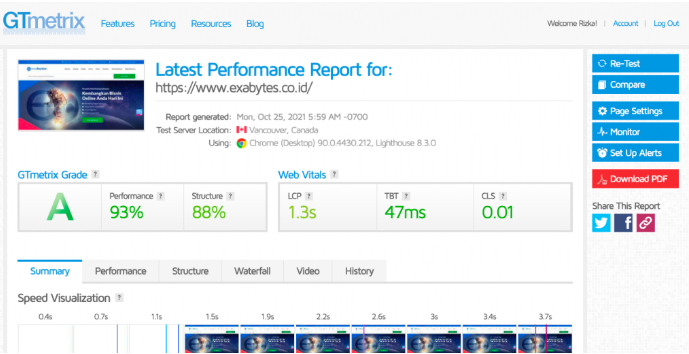 GTmetrix Features Pricing Resources Blog Welcome Rizka! | Account | Log Out
Latest Performance Report for:
https://www.exabytes.co.id/
Report generated: Mon, Oct 25, 2021 5:59 AM -0700
Test Server Location: Vancouver, Canada
Using: Chrome (Desktop) 90.0.4430.212, Lighthouse 8.3.0
Re-Test
Compare
Page Settings
Monitor
Set Up Alerts
Download PDF
Share This Report
GTmetrix Grade ?
A
Performance ?
93%
Structure ?
88%
Web Vitals ?
LCP ?
1.3s
TBT ?
47ms
CLS ?
0.01
Summary Performance Structure Waterfall Video History
Speed Visualization ?
0.4s 0.7s 1.1s 1.5s 1.9s 2.2s 2.6s 3s 3.4s 3.7s